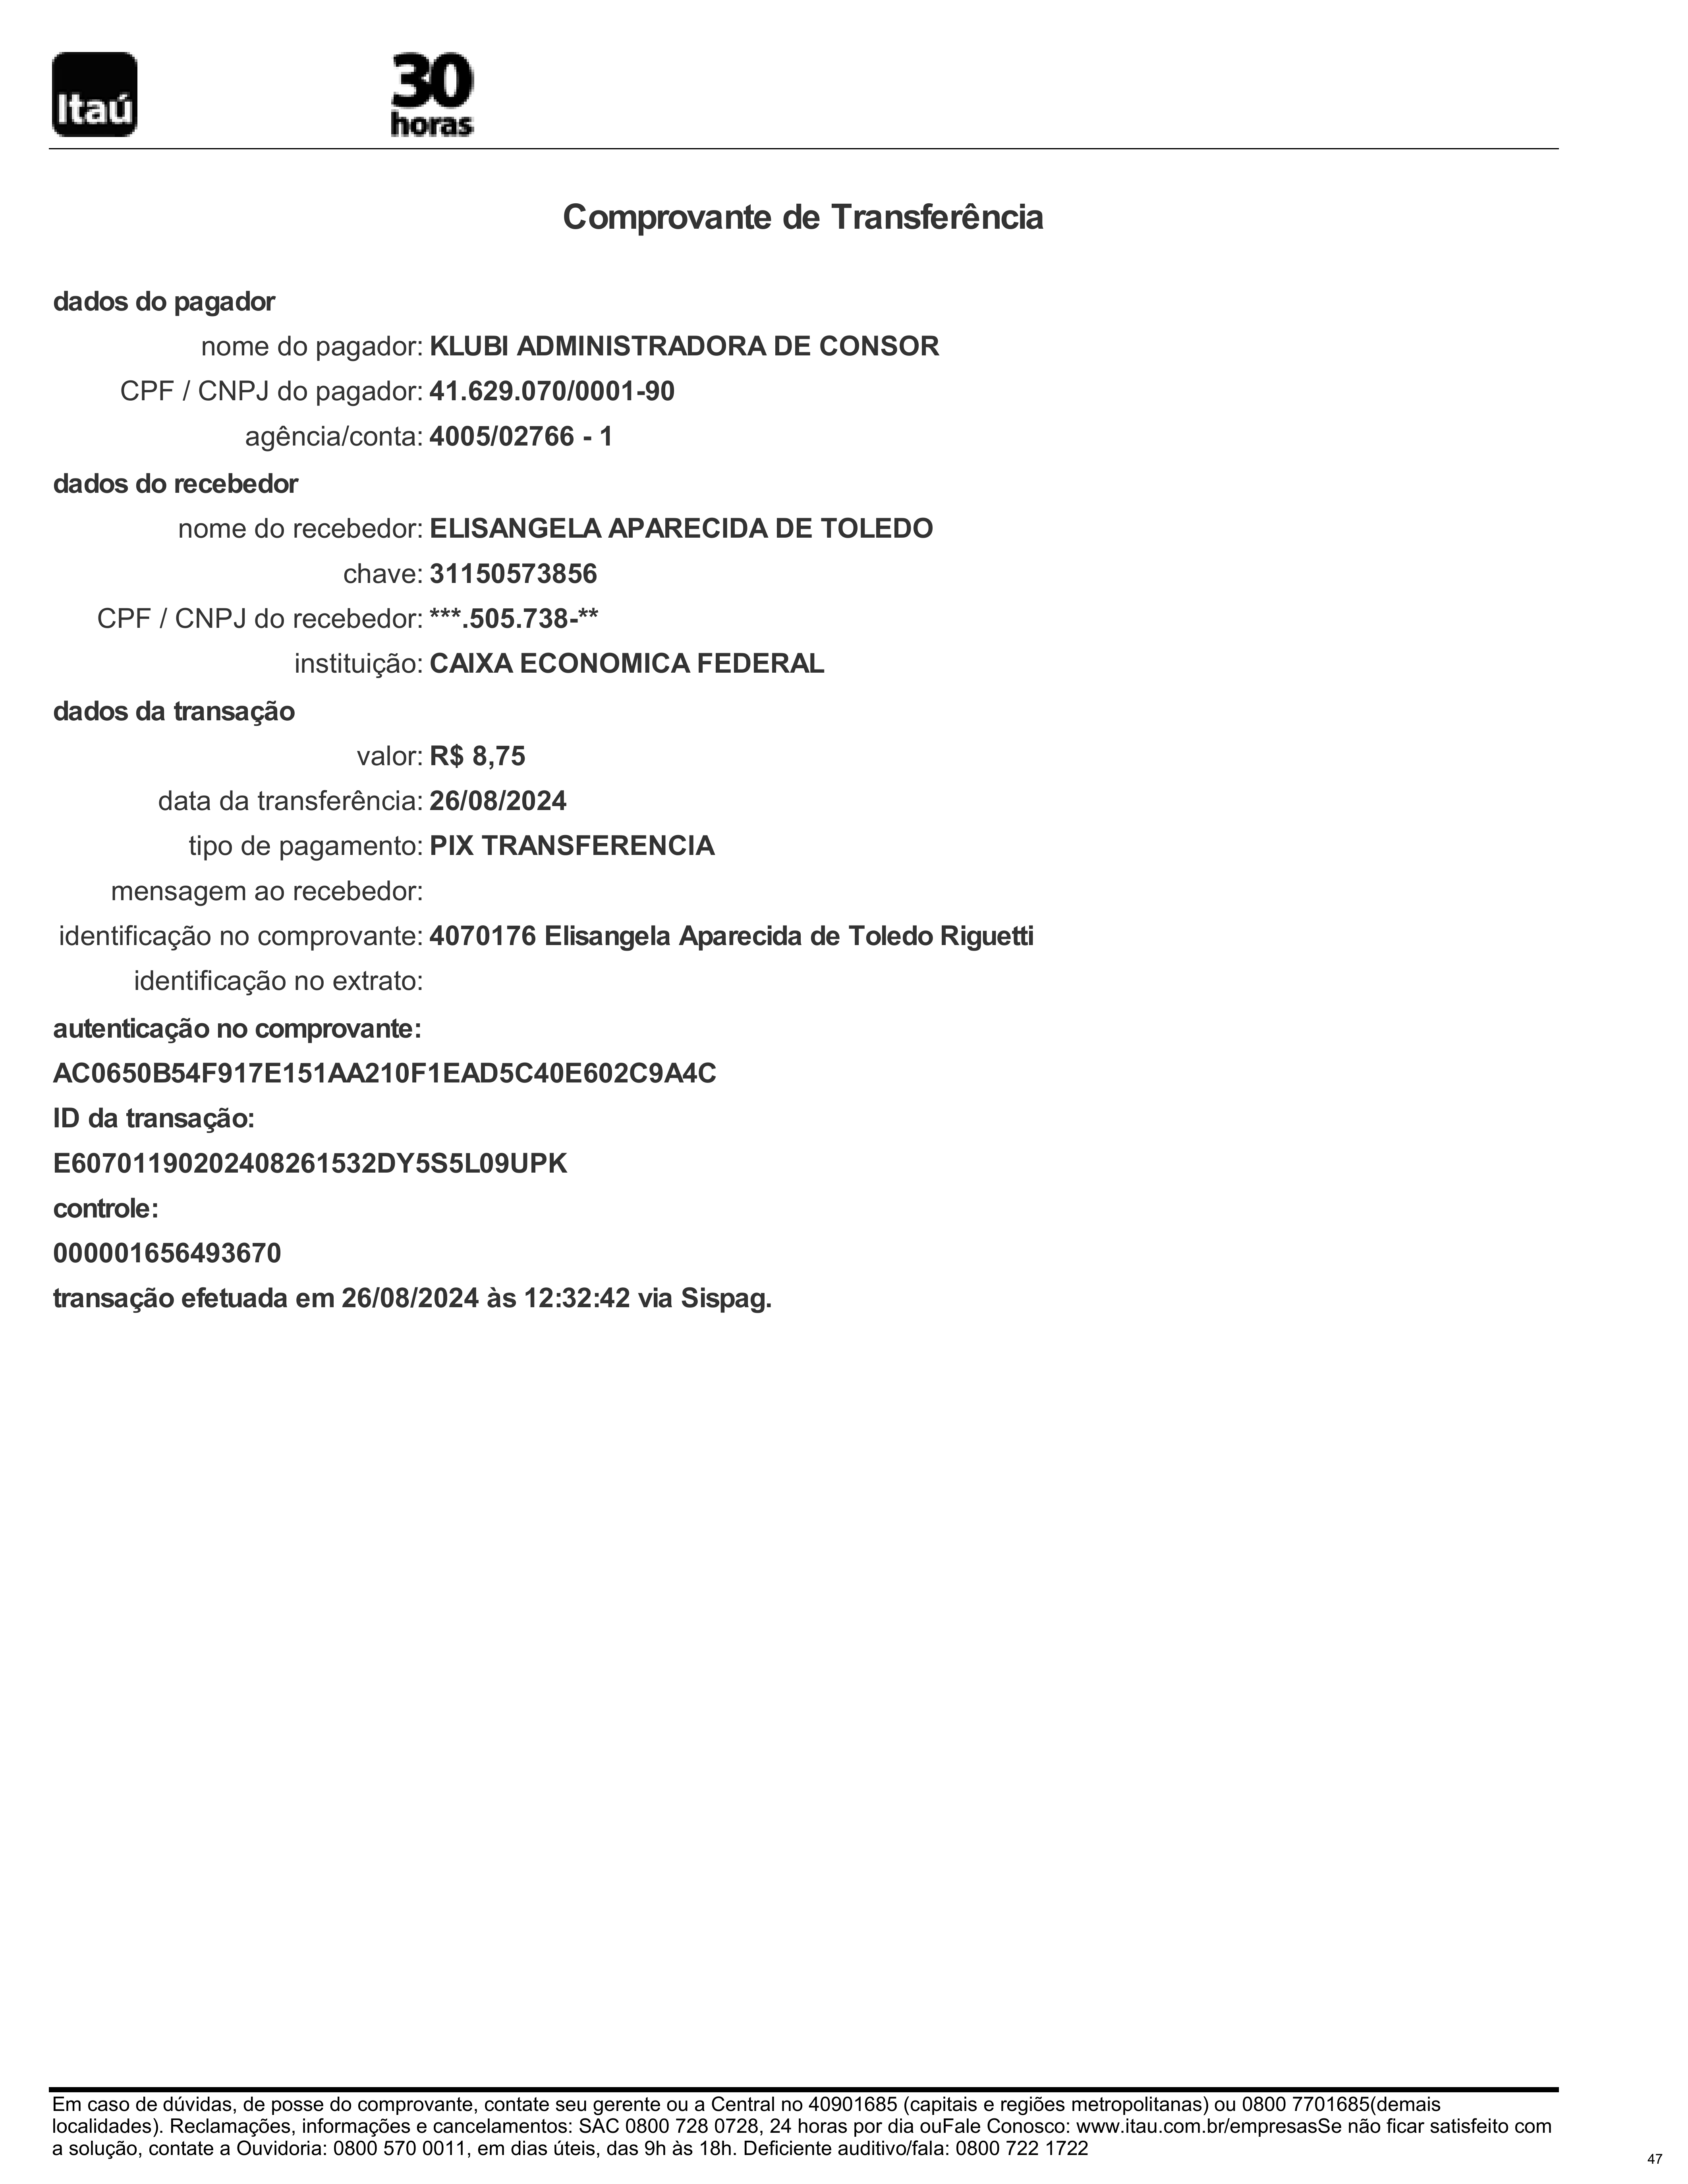 Itaú
30
horas
Comprovante de Transferência
dados do pagador
nome do pagador: KLUBI ADMINISTRADORA DE CONSOR
CPF / CNPJ do pagador: 41.629.070/0001-90
agência/conta: 4005/02766 - 1
dados do recebedor
nome do recebedor: ELISANGELA APARECIDA DE TOLEDO
chave: 31150573856
CPF / CNPJ do recebedor: ***.505.738-**
instituição: CAIXA ECONOMICA FEDERAL
dados da transação
valor: R$ 8,75
data da transferência: 26/08/2024
tipo de pagamento: PIX TRANSFERENCIA
mensagem ao recebedor:
identificação no comprovante: 4070176 Elisangela Aparecida de Toledo Riguetti
identificação no extrato:
autenticação no comprovante:
AC0650B54F917E151AA210F1EAD5C40E602C9A4C
ID da transação:
E60701190202408261532DY5S5L09UPK
controle:
000001656493670
transação efetuada em 26/08/2024 às 12:32:42 via Sispag.
Em caso de dúvidas, de posse do comprovante, contate seu gerente ou a Central no 40901685 (capitais e regiões metropolitanas) ou 0800 7701685(demais
localidades). Reclamações, informações e cancelamentos: SAC 0800 728 0728, 24 horas por dia ouFale Conosco: www.itau.com.br/empresasSe não ficar satisfeito com
a solução, contate a Ouvidoria: 0800 570 0011, em dias úteis, das 9h às 18h. Deficiente auditivo/fala: 0800 722 1722
47